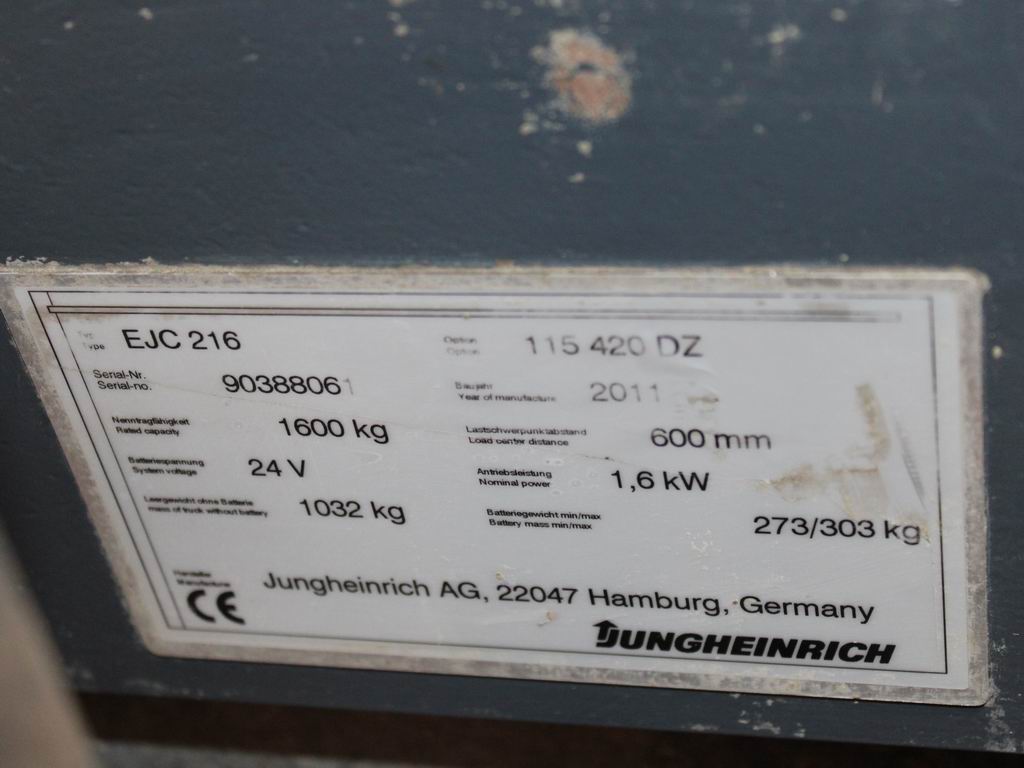 Typ
Type EJC 216
Option
Option 115 420 DZ
Serial-Nr.
Serial-no. 90388061
Baujahr
Year of manufacture 2011
Nenntragfähigkeit
Rated capacity 1600 kg
Lastschwerpunktabstand
Load center distance 600 mm
Batteriespannung
System voltage 24 V
Antriebsleistung
Nominal power 1,6 kW
Leergewicht ohne Batterie
mass of truck without battery 1032 kg
Batteriegewicht min/max
Battery mass min/max 273/303 kg
Hersteller
Manufacturer
Jungheinrich AG, 22047 Hamburg, Germany
CE
JUNGHEINRICH